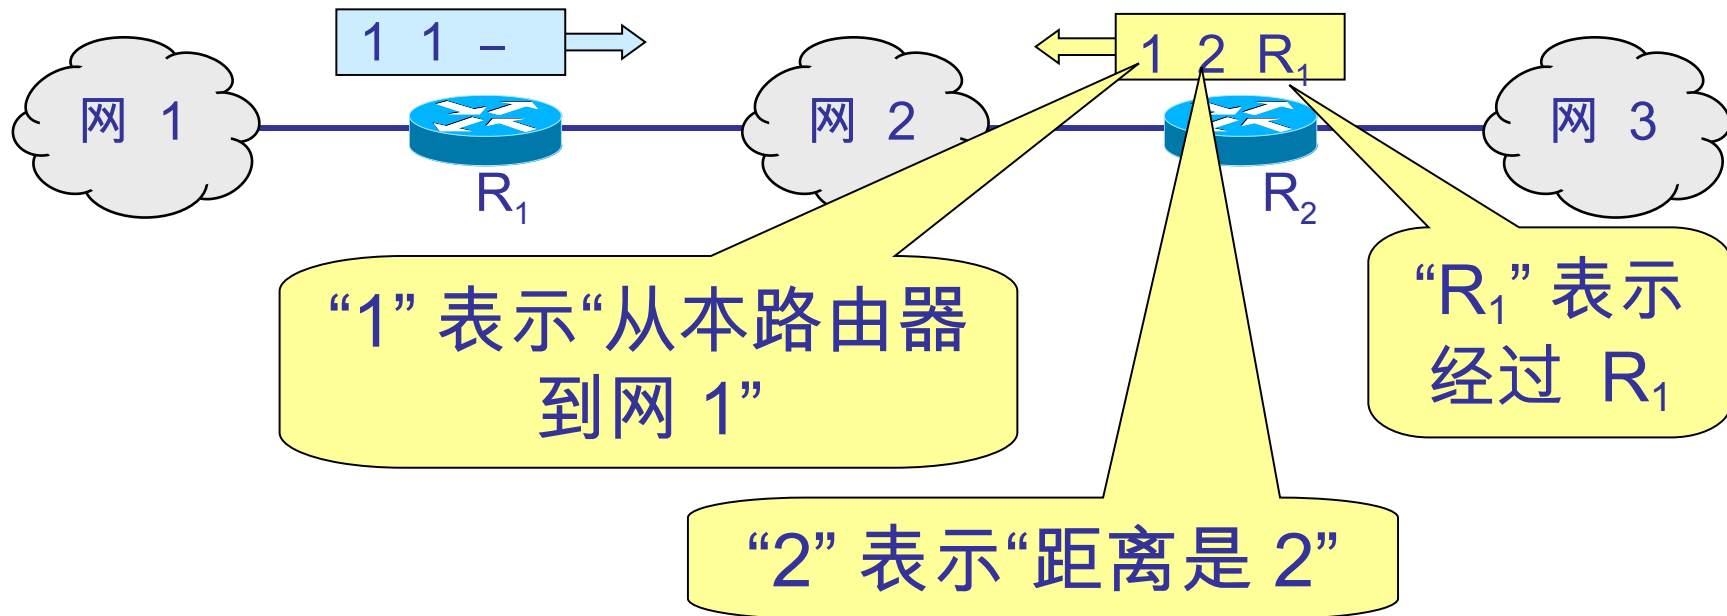 1 1 –
1 2 R1
网 1
网 2
网 3
R1
R2
“1” 表示“从本路由器
到网 1”
“R1” 表示
经过 R1
“2” 表示“距离是 2”